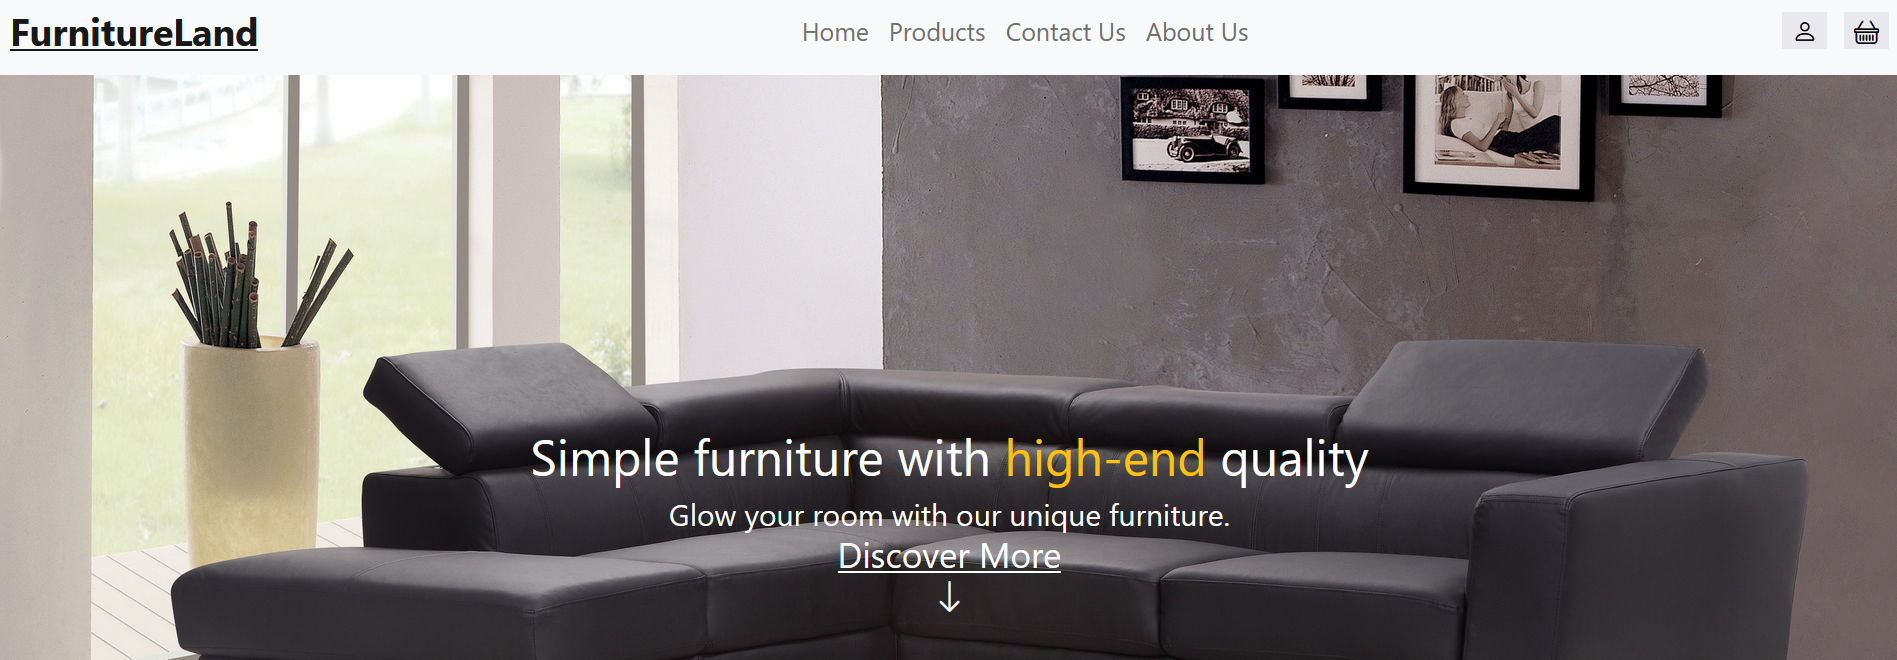 FurnitureLand
Home Products Contact Us About Us
Simple furniture with high-end quality
Glow your room with our unique furniture.
Discover More